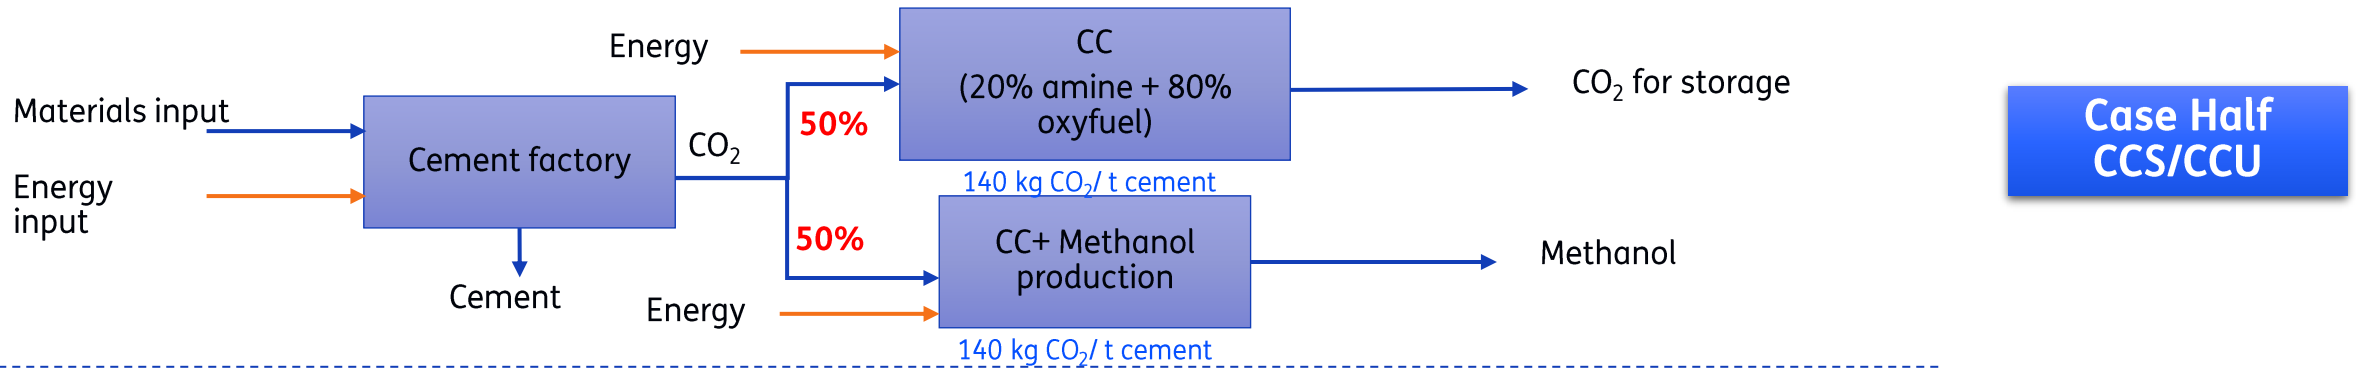 Materials input
Energy
input
Cement factory
Cement
CO₂
50%
50%
Energy
CC
(20% amine + 80%
oxyfuel)
140 kg CO₂/ t cement
CO₂ for storage
Energy
CC+ Methanol
production
140 kg CO₂/ t cement
Methanol
Case Half
CCS/CCU